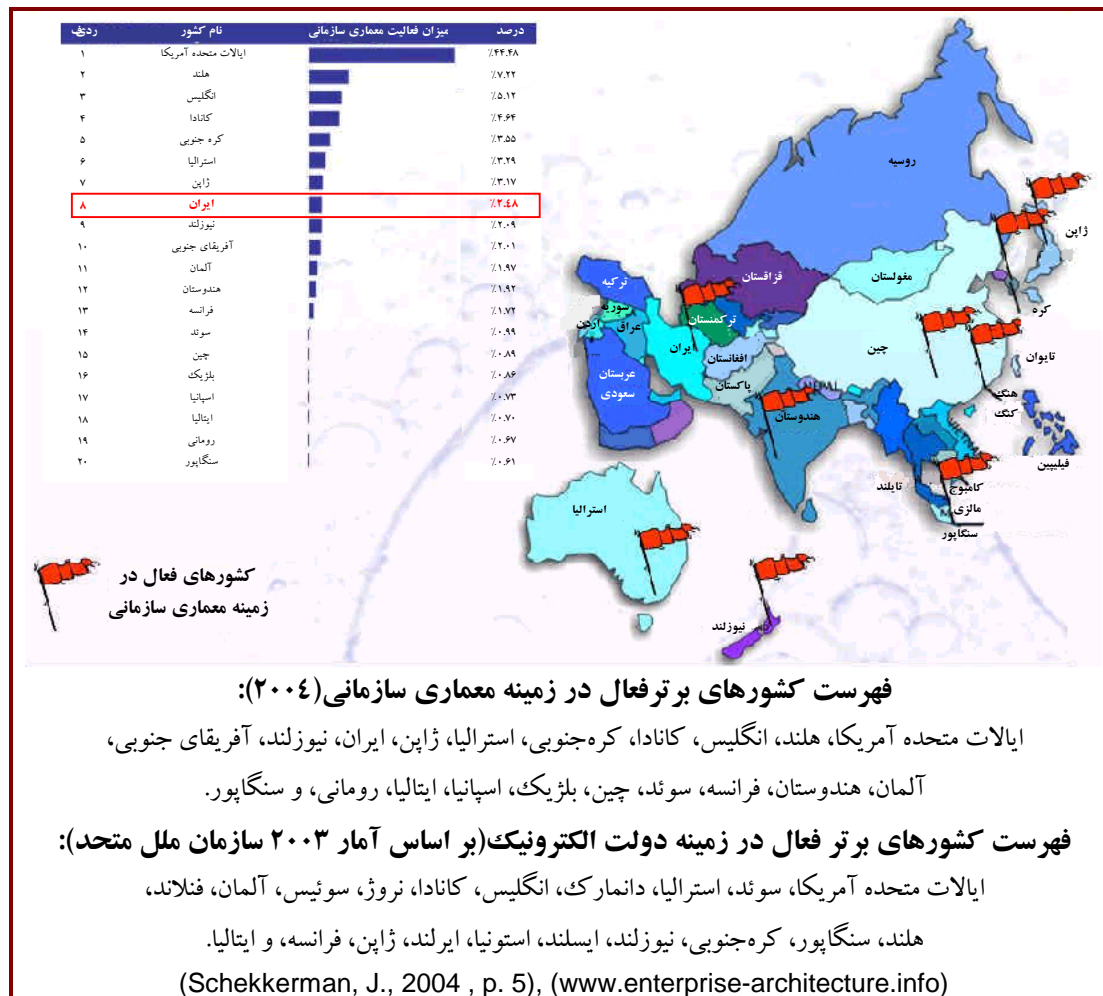 ردیف نام کشور میزان فعالیت معماری سازمانی درصد
۱ ایالات متحده آمریکا ٪۴۴.۴۸
۲ هلند ٪۷.۲۲
۳ انگلیس ٪۵.۱۲
۴ کانادا ٪۴.۶۴
۵ کره جنوبی ٪۳.۵۵
۶ استرالیا ٪۳.۲۹
۷ ژاپن ٪۳.۱۷
۸ ایران ٪۲.٤۸
۹ نیوزلند ٪۲.۰۹
۱۰ آفریقای جنوبی ٪۲.۰۱
۱۱ آلمان ٪۱.۹۷
۱۲ هندوستان ٪۱.۹۲
۱۳ فرانسه ٪۱.۷۲
۱۴ سوئد ٪۰.۹۹
۱۵ چین ٪۰.۸۹
۱۶ بلژیک ٪۰.۸۶
۱۷ اسپانیا ٪۰.۷۳
۱۸ ایتالیا ٪۰.۷۰
۱۹ رومانی ٪۰.۶۷
۲۰ سنگاپور ٪۰.۶۱
روسیه
ژاپن
قزاقستان
مغولستان
ترکیه
سوریه
اردن
عراق
ترکمنستان
ایران
افغانستان
چین
کره
تایوان
عربستان
سعودی
پاکستان
NEPAL
هندوستان
هنگ
کنگ
فیلیپین
کامبوج
تایلند
مالزی
سنگاپور
استرالیا
نیوزلند
کشورهای فعال در
زمینه معماری سازمانی
فهرست کشورهای برترفعال در زمینه معماری سازمانی(۲۰۰٤):
ایالات متحده آمریکا، هلند، انگلیس، کانادا، کره‌جنوبی، استرالیا، ژاپن، ایران، نیوزلند، آفریقای جنوبی،
آلمان، هندوستان، فرانسه، سوئد، چین، بلژیک، اسپانیا، ایتالیا، رومانی، و سنگاپور.
فهرست کشورهای برتر فعال در زمینه دولت الکترونیک(بر اساس آمار ۲۰۰۳ سازمان ملل متحد):
ایالات متحده آمریکا، سوئد، استرالیا، دانمارک، انگلیس، کانادا، نروژ، سوئیس، آلمان، فنلاند،
هلند، سنگاپور، کره‌جنوبی، نیوزلند، ایسلند، استونیا، ایرلند، ژاپن، فرانسه، و ایتالیا.
(Schekkerman, J., 2004 , p. 5), (www.enterprise-architecture.info)